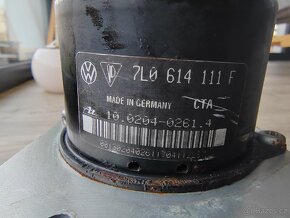 7L0 614 111 F
MADE IN GERMANY CTA
10.0204-0261.4